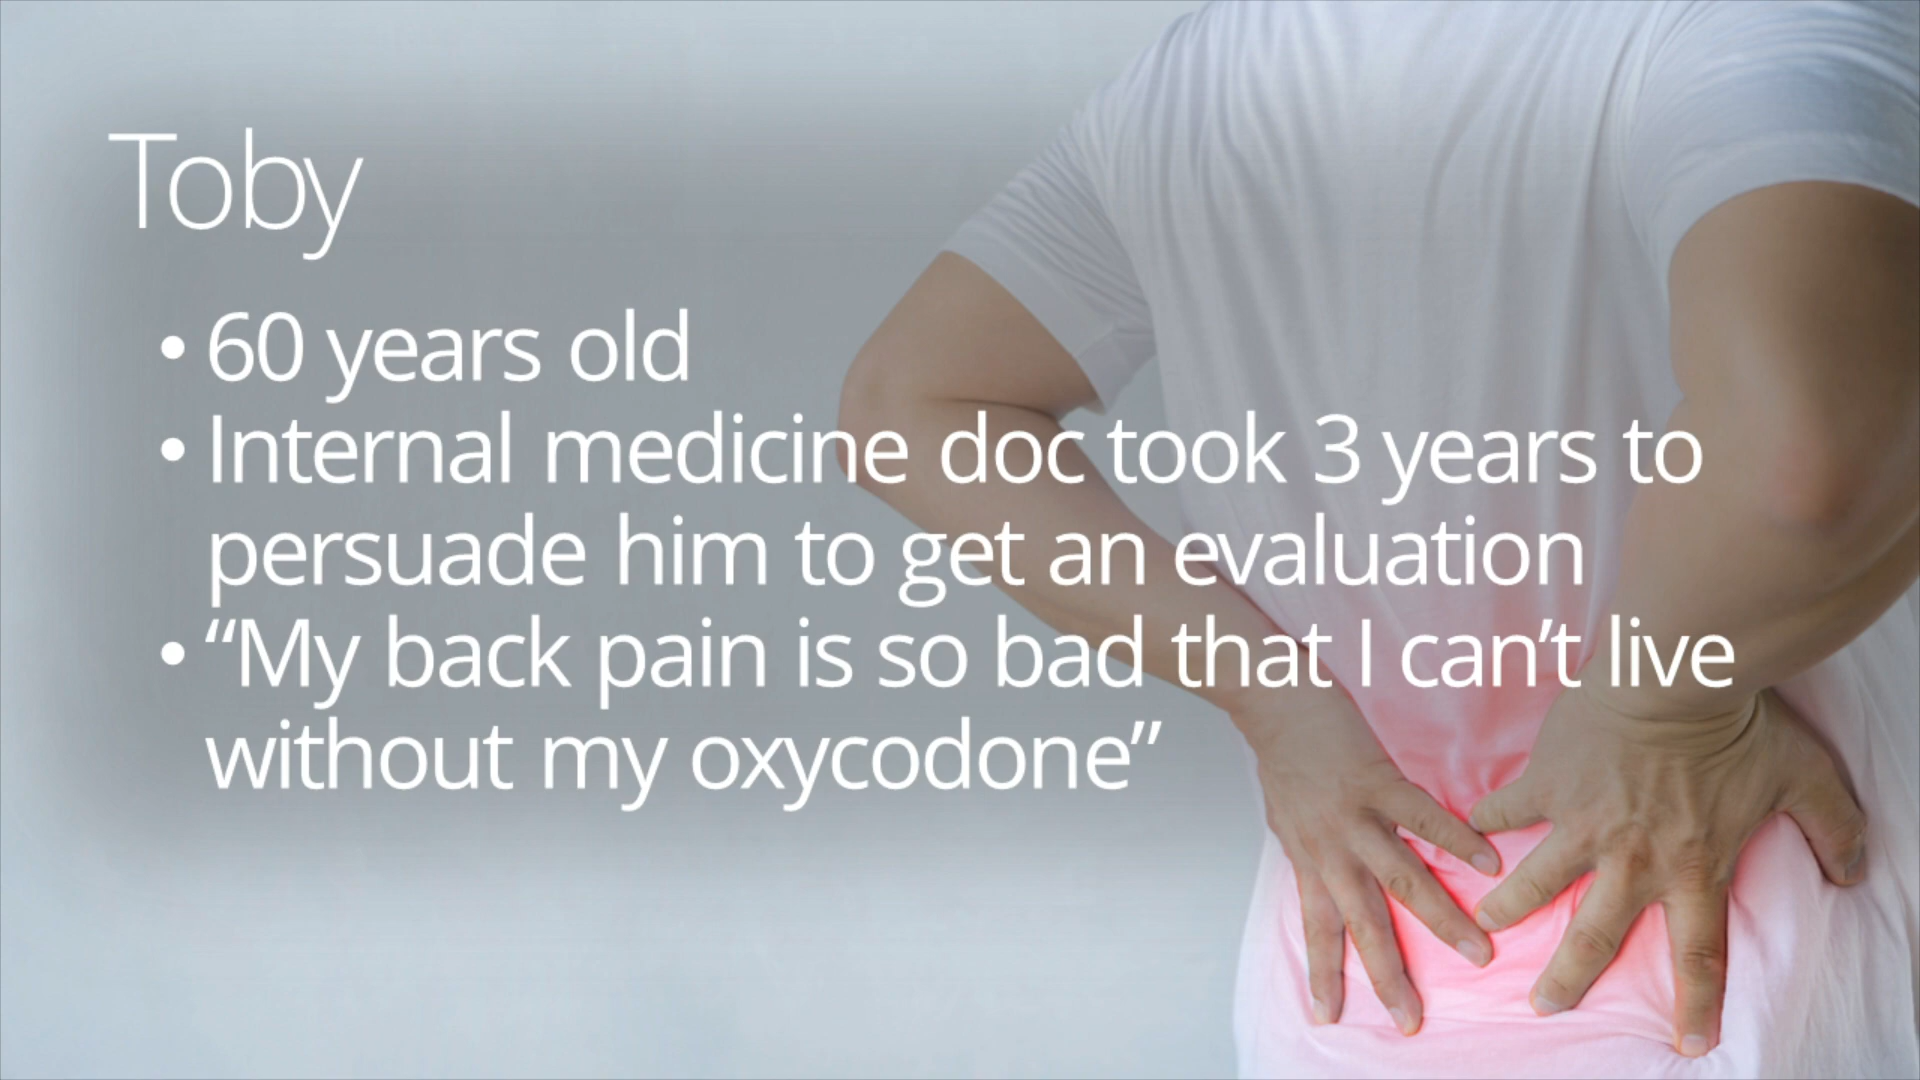 Toby
• 60 years old
• Internal medicine doc took 3 years to
persuade him to get an evaluation
• “My back pain is so bad that I can’t live
without my oxycodone”